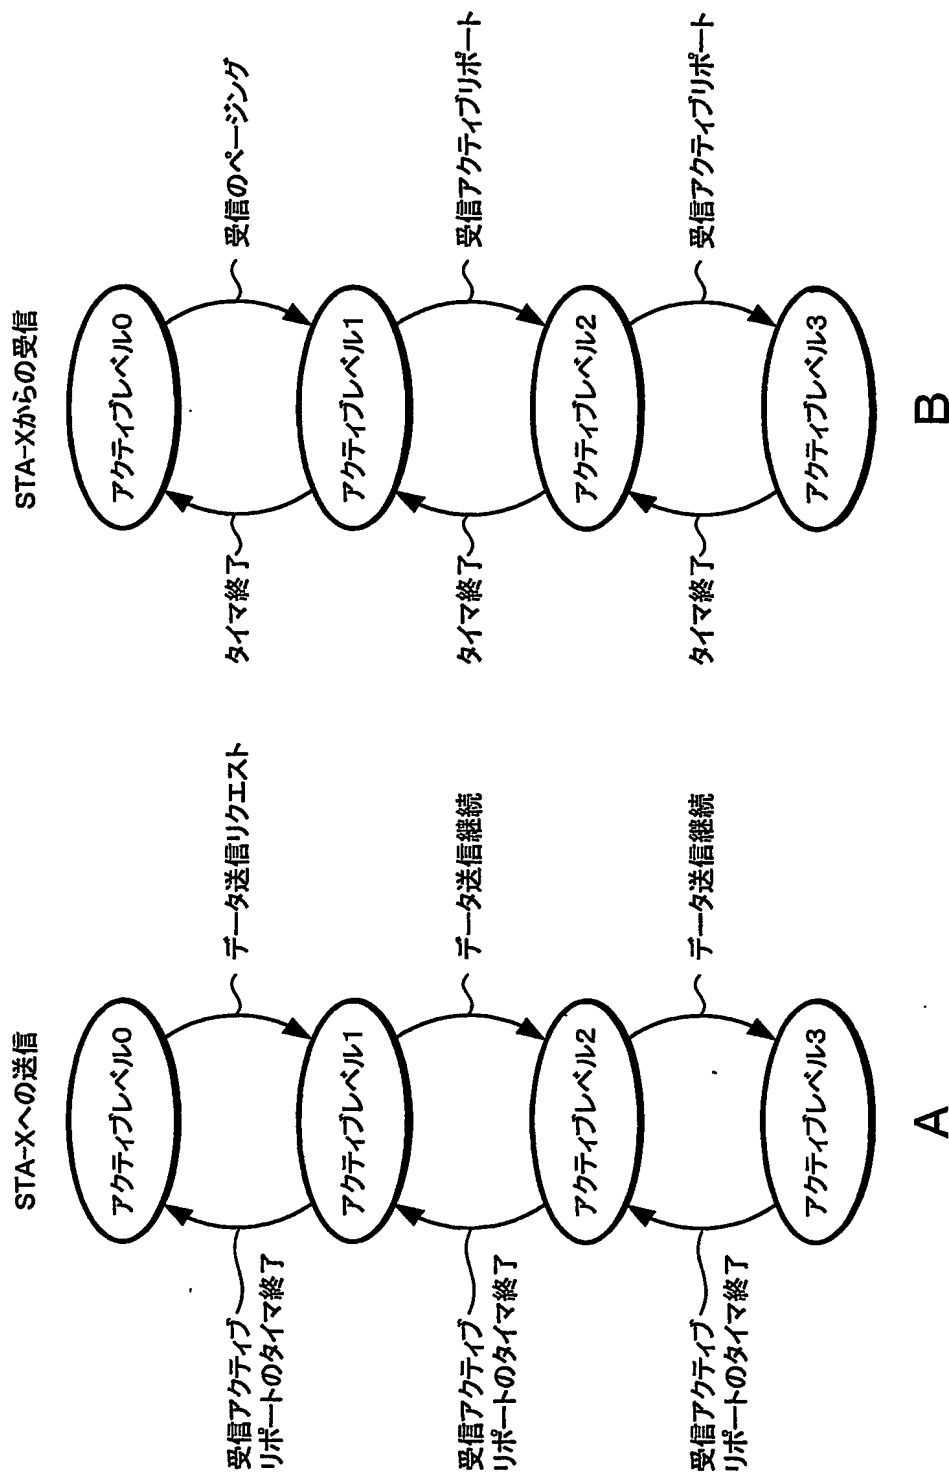 STA-Xへの送信
アクティブレベル0
データ送信リクエスト
受信アクティブ
リポートのタイマ終了
アクティブレベル1
データ送信継続
受信アクティブ
リポートのタイマ終了
アクティブレベル2
データ送信継続
受信アクティブ
リポートのタイマ終了
アクティブレベル3
A
STA-Xからの受信
アクティブレベル0
受信のページング
タイマ終了
アクティブレベル1
受信アクティブリポート
タイマ終了
アクティブレベル2
受信アクティブリポート
タイマ終了
アクティブレベル3
B